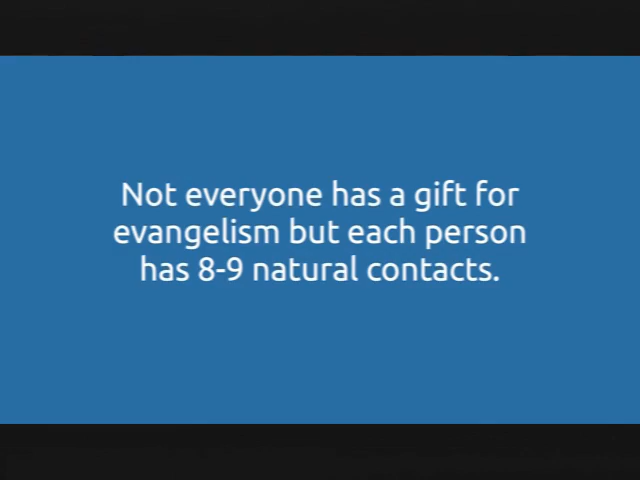 Not everyone has a gift for
evangelism but each person
has 8-9 natural contacts.